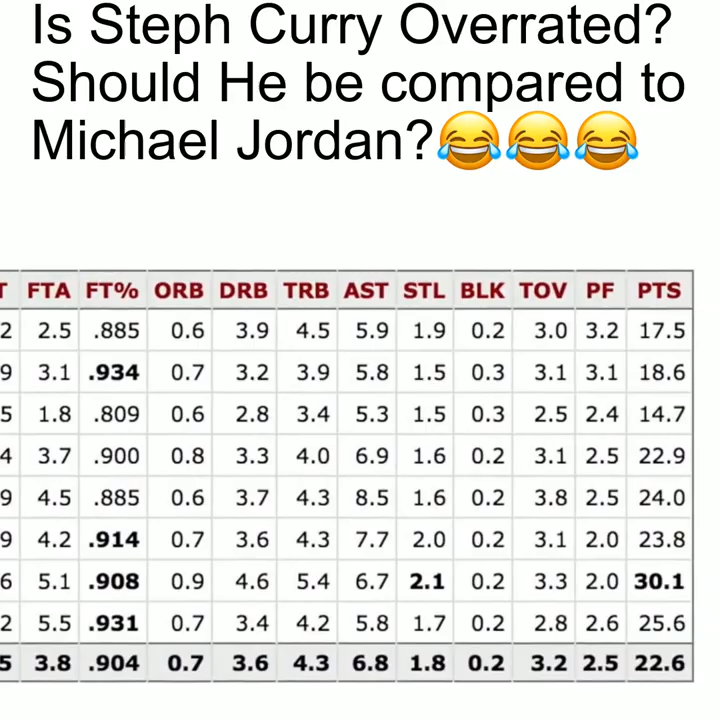 Is Steph Curry Overrated?
Should He be compared to
Michael Jordan?😂😂😂
T FTA FT% ORB DRB TRB AST STL BLK TOV PF PTS
2 2.5 .885 0.6 3.9 4.5 5.9 1.9 0.2 3.0 3.2 17.5
9 3.1 .934 0.7 3.2 3.9 5.8 1.5 0.3 3.1 3.1 18.6
5 1.8 .809 0.6 2.8 3.4 5.3 1.5 0.3 2.5 2.4 14.7
4 3.7 .900 0.8 3.3 4.0 6.9 1.6 0.2 3.1 2.5 22.9
9 4.5 .885 0.6 3.7 4.3 8.5 1.6 0.2 3.8 2.5 24.0
9 4.2 .914 0.7 3.6 4.3 7.7 2.0 0.2 3.1 2.0 23.8
6 5.1 .908 0.9 4.6 5.4 6.7 2.1 0.2 3.3 2.0 30.1
2 5.5 .931 0.7 3.4 4.2 5.8 1.7 0.2 2.8 2.6 25.6
5 3.8 .904 0.7 3.6 4.3 6.8 1.8 0.2 3.2 2.5 22.6